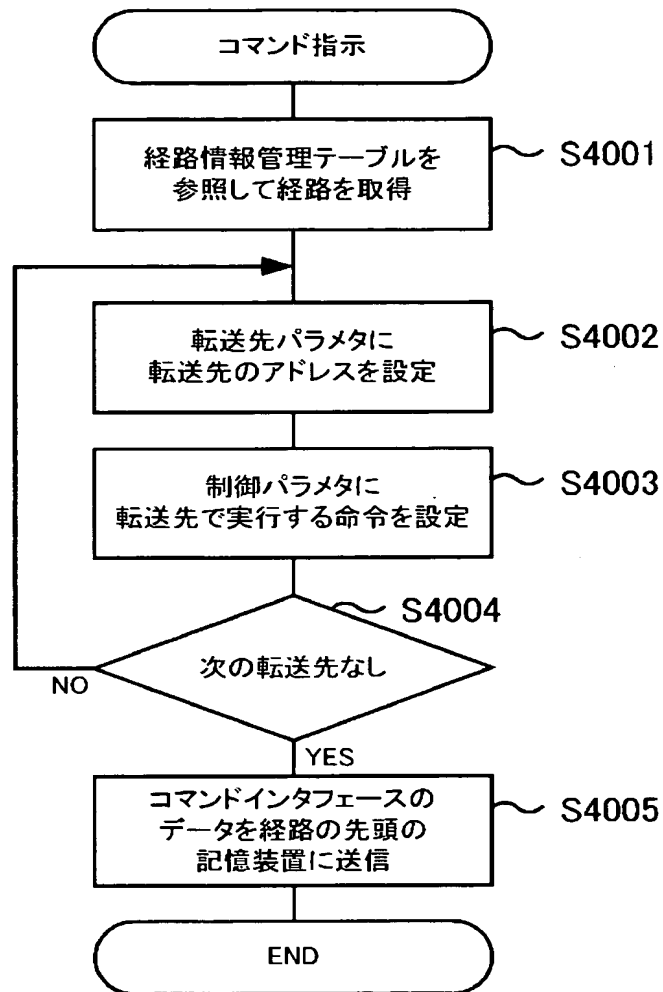 コマンド指示
経路情報管理テーブルを
参照して経路を取得
S4001
転送先パラメタに
転送先のアドレスを設定
S4002
制御パラメタに
転送先で実行する命令を設定
S4003
S4004
次の転送先なし
NO
YES
コマンドインタフェースの
データを経路の先頭の
記憶装置に送信
S4005
END